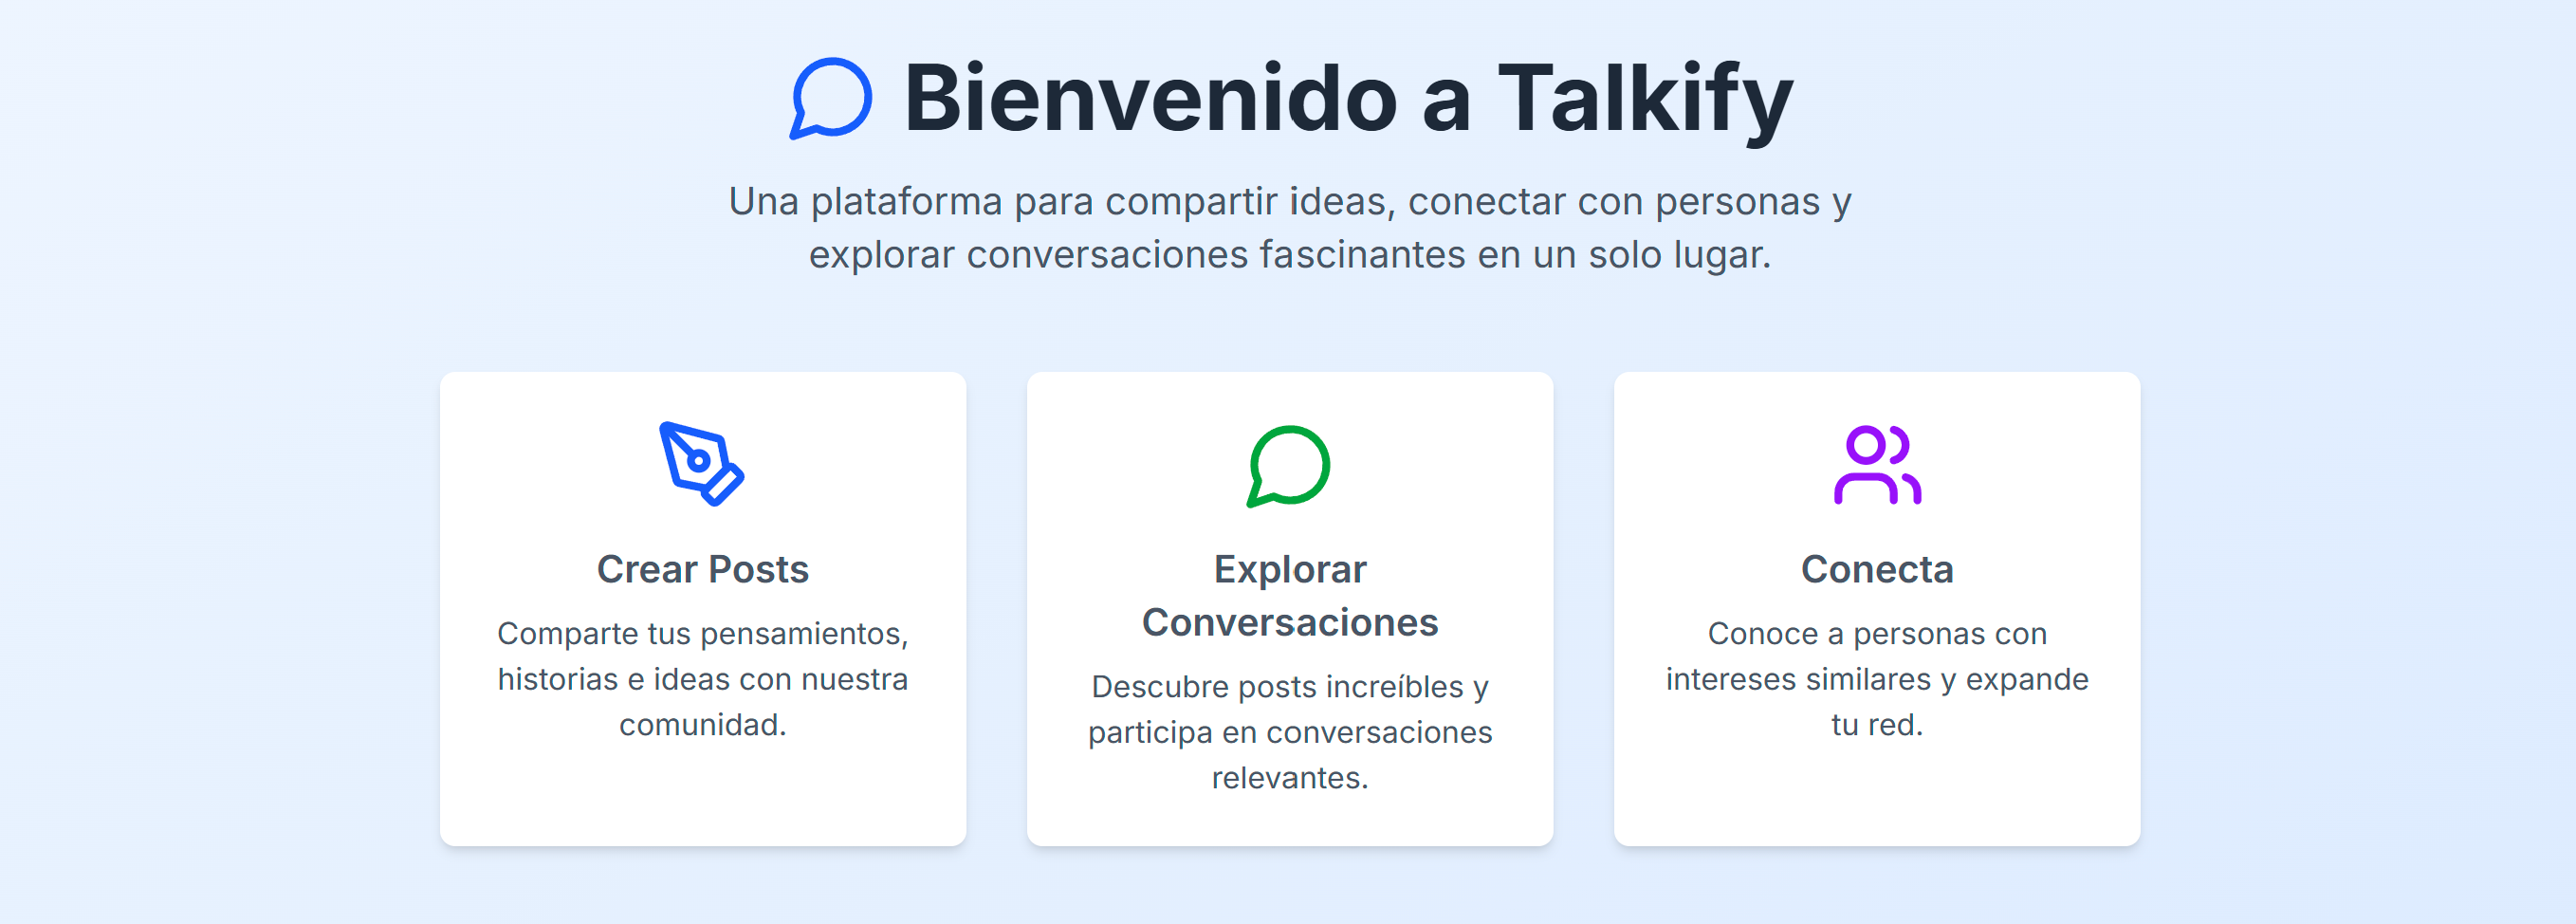 Bienvenido a Talkify
Una plataforma para compartir ideas, conectar con personas y
explorar conversaciones fascinantes en un solo lugar.
Crear Posts
Comparte tus pensamientos,
historias e ideas con nuestra
comunidad.
Explorar
Conversaciones
Descubre posts increíbles y
participa en conversaciones
relevantes.
Conecta
Conoce a personas con
intereses similares y expande
tu red.